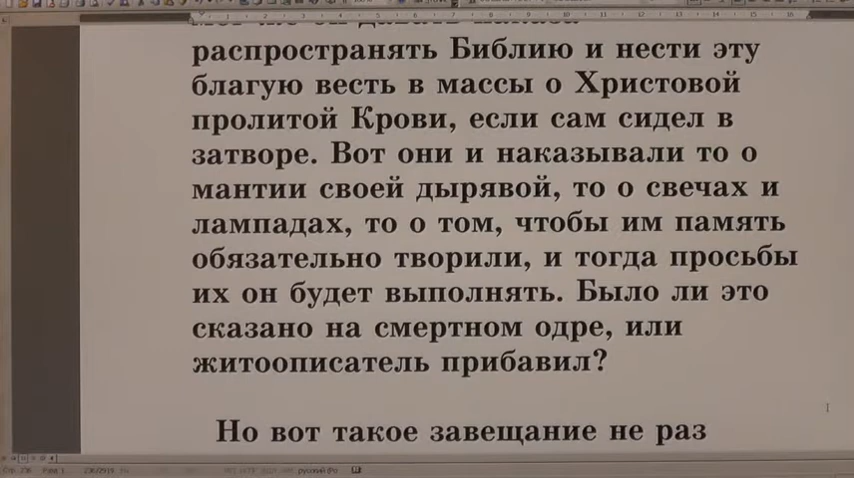 распространять Библию и нести эту
благую весть в массы о Христовой
пролитой Крови, если сам сидел в
затворе. Вот они и наказывали то о
мантии своей дырявой, то о свечах и
лампадах, то о том, чтобы им память
обязательно творили, и тогда просьбы
их он будет выполнять. Было ли это
сказано на смертном одре, или
житоописатель прибавил?
Но вот такое завещание не раз